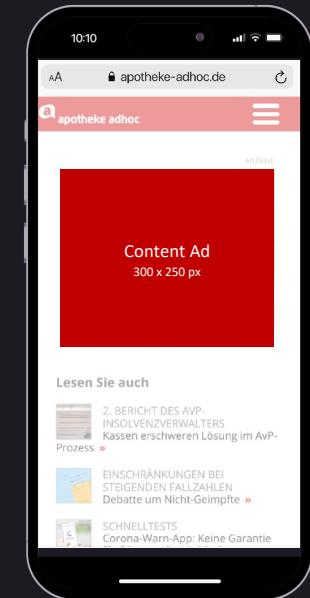 10:10
AA apotheke-adhoc.de
a apotheke adhoc
ANZEIGE
Content Ad
300 x 250 px
Lesen Sie auch
2. BERICHT DES AVP-
INSOLVENZVERWALTERS
Kassen erschweren Lösung im AvP-
Prozess »
EINSCHRÄNKUNGEN BEI
STEIGENDEN FALLZAHLEN
Debatte um Nicht-Geimpfte »
SCHNELLTESTS
Corona-Warn-App: Keine Garantie